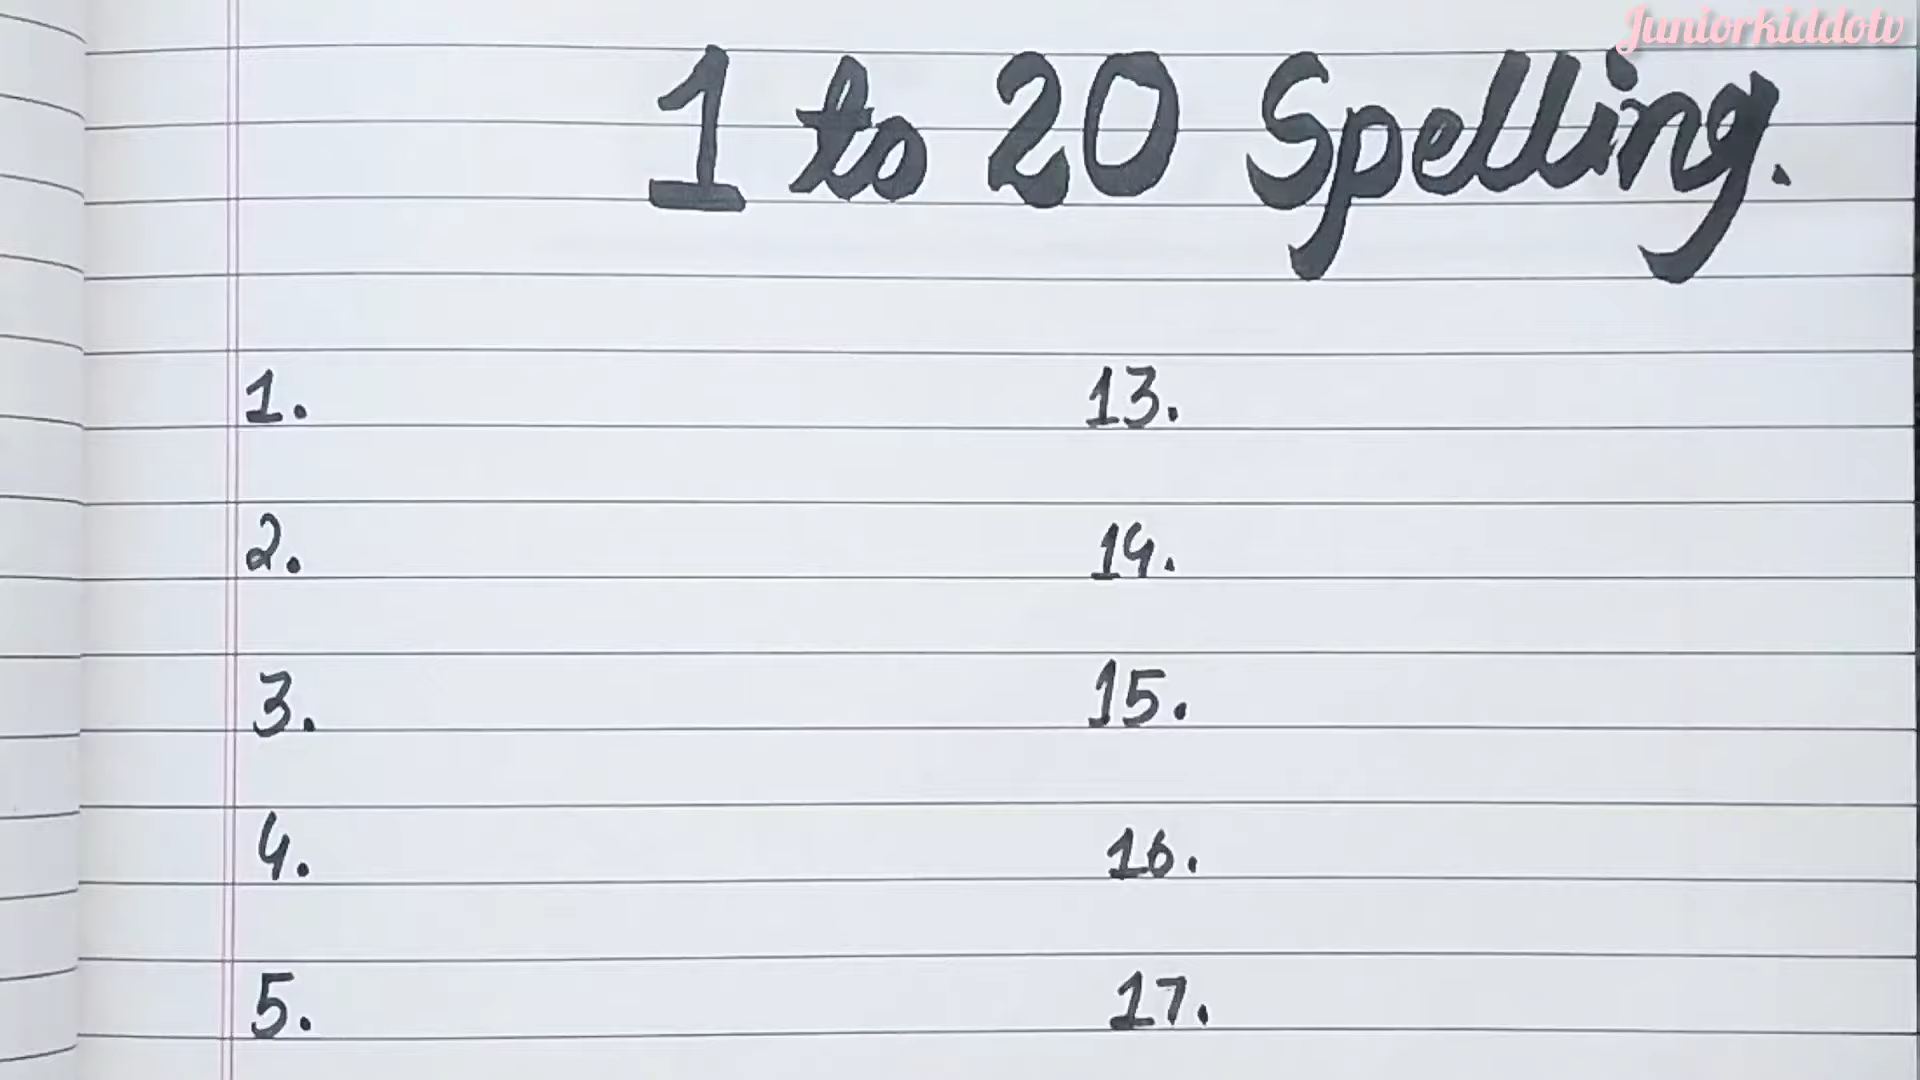 Juniorkiddotv
1 to 20 Spelling.
1. 13.
2. 14.
3. 15.
4. 16.
5. 17.